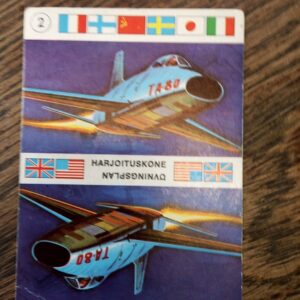 2
TA-80
HARJOITUSKONE
ÖVNINGSPLAN
TA-80